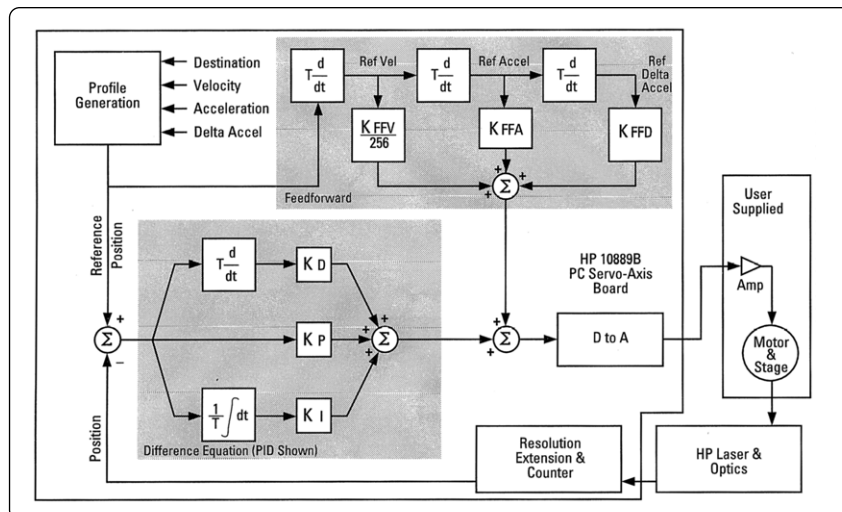 Profile
Generation
Destination
Velocity
Acceleration
Delta Accel
T d/dt
Ref Vel
T d/dt
Ref Accel
T d/dt
Ref
Delta
Accel
K FFV
256
K FFA
K FFD
+
+
+
Σ
Feedforward
Reference
Position
T d/dt
K D
K P
1/T ∫ dt
K I
+
+
+
Σ
Difference Equation (PID Shown)
+
−
Σ
Position
+
+
Σ
HP 10889B
PC Servo-Axis
Board
D to A
User
Supplied
Amp
Motor
&
Stage
HP Laser &
Optics
Resolution
Extension &
Counter